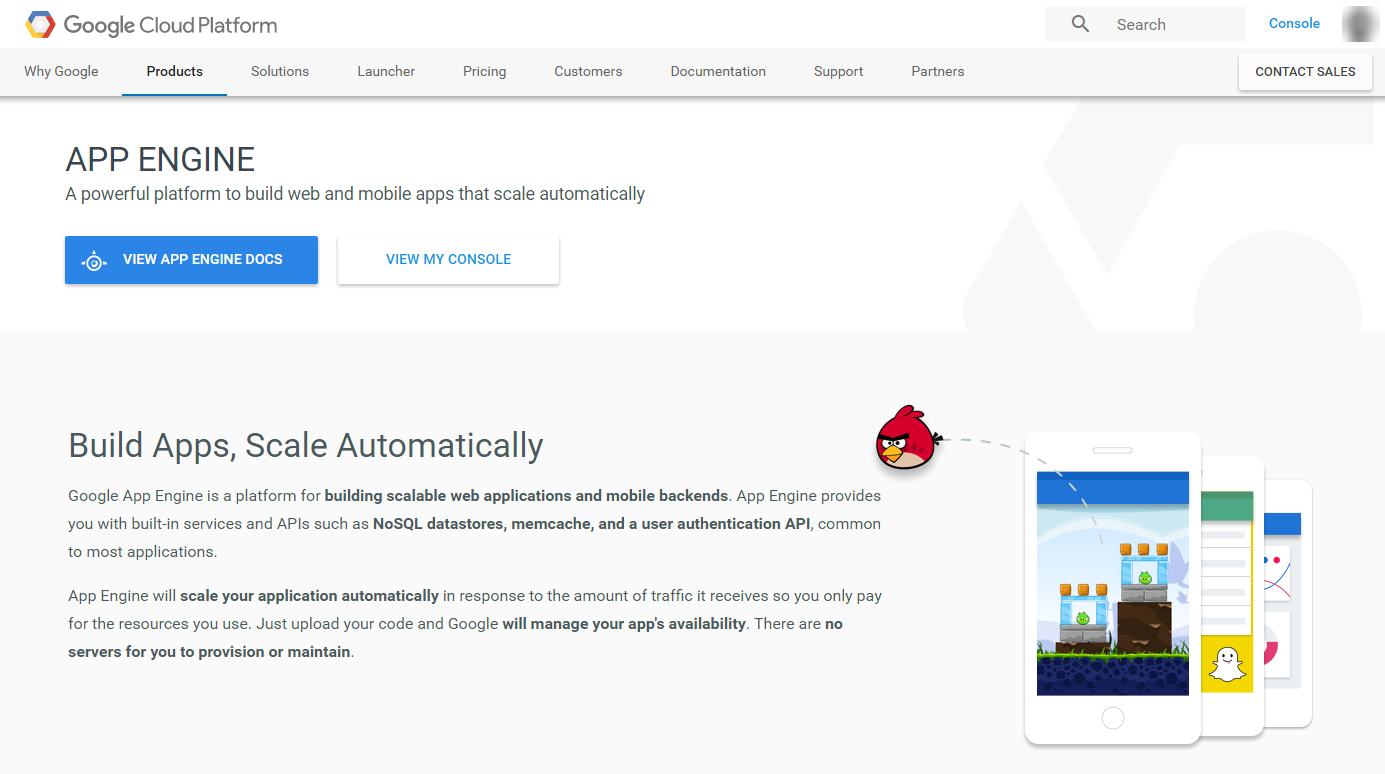 Google Cloud Platform
Search
Console
Why Google
Products
Solutions
Launcher
Pricing
Customers
Documentation
Support
Partners
CONTACT SALES
APP ENGINE
A powerful platform to build web and mobile apps that scale automatically
VIEW APP ENGINE DOCS
VIEW MY CONSOLE
Build Apps, Scale Automatically
Google App Engine is a platform for building scalable web applications and mobile backends. App Engine provides
you with built-in services and APIs such as NoSQL datastores, memcache, and a user authentication API, common
to most applications.
App Engine will scale your application automatically in response to the amount of traffic it receives so you only pay
for the resources you use. Just upload your code and Google will manage your app's availability. There are no
servers for you to provision or maintain.